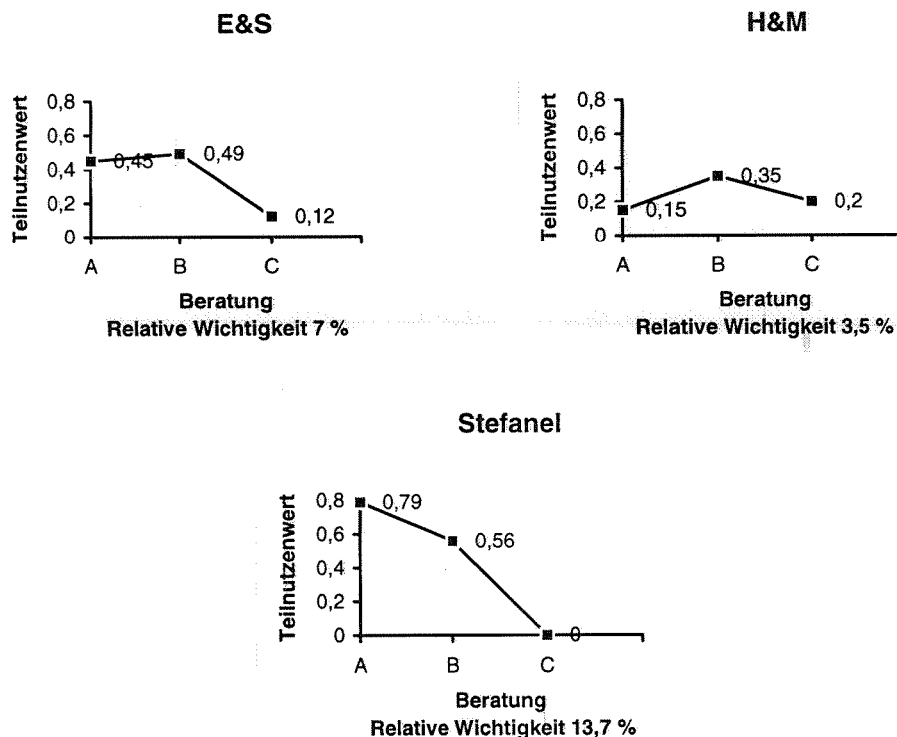 E&S
Teilnutzenwert
0,8
0,6
0,4
0,2
0
0,45
0,49
0,12
A B C
Beratung
Relative Wichtigkeit 7 %
H&M
Teilnutzenwert
0,8
0,6
0,4
0,2
0
0,15
0,35
0,2
A B C
Beratung
Relative Wichtigkeit 3,5 %
Stefanel
Teilnutzenwert
0,8
0,6
0,4
0,2
0
0,79
0,56
0
A B C
Beratung
Relative Wichtigkeit 13,7 %